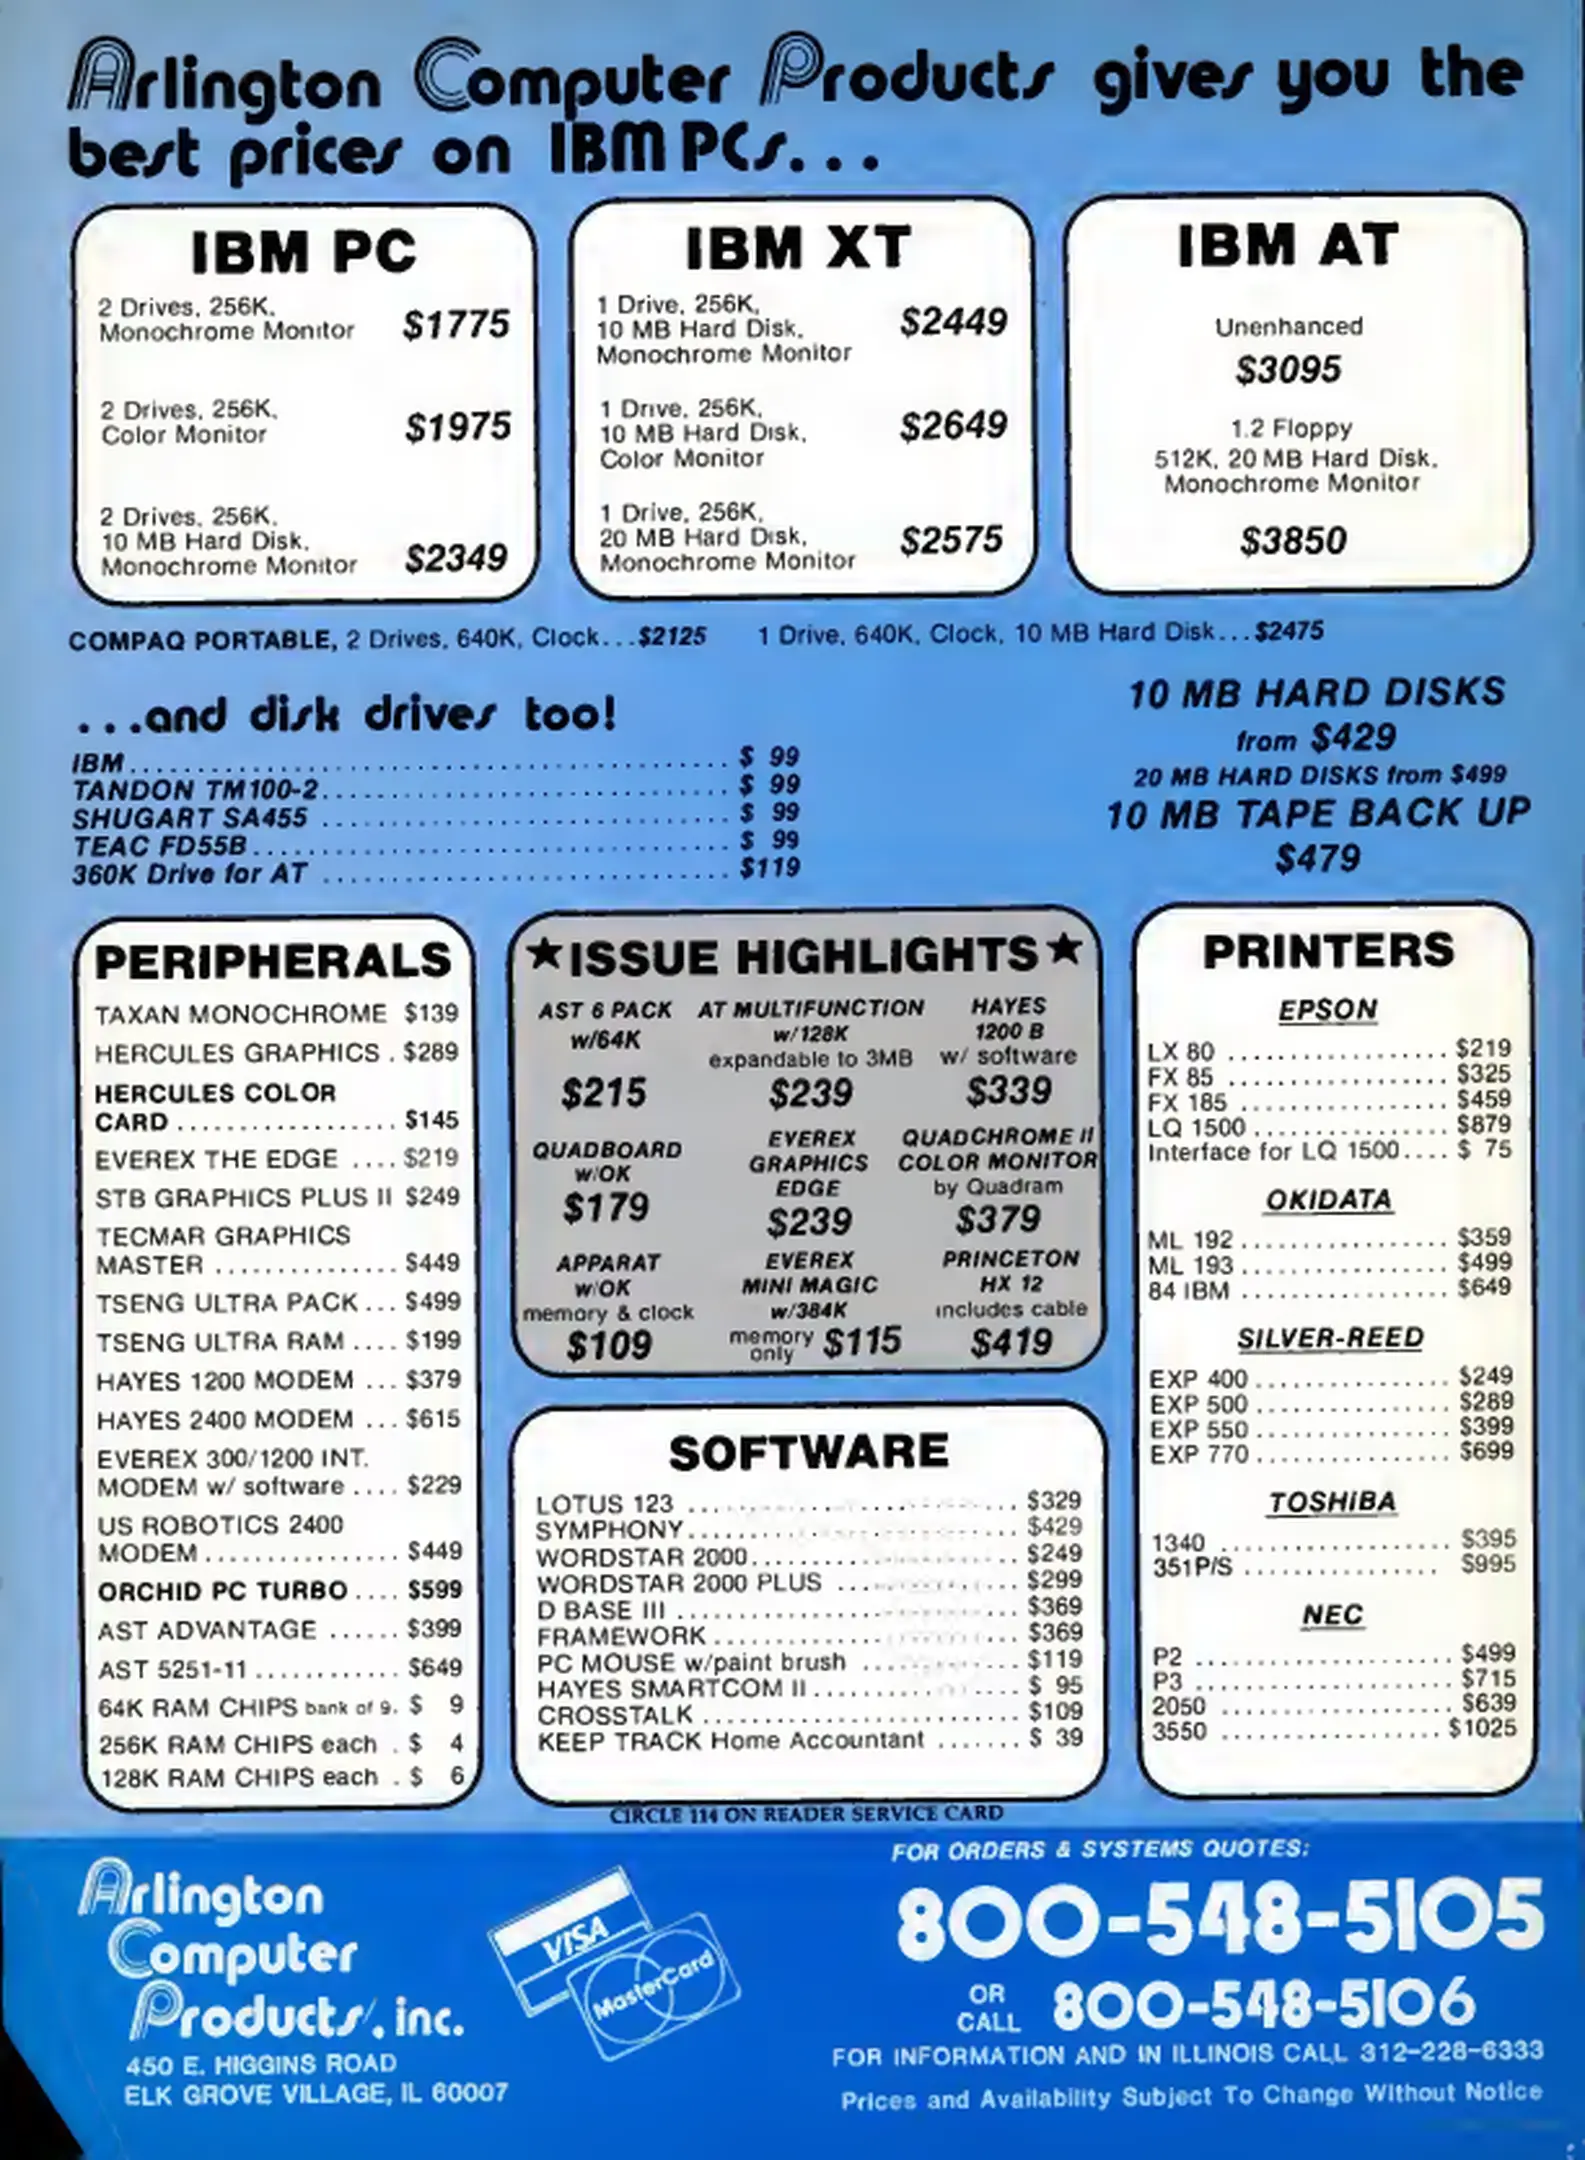 Arlington Computer Products gives you the
best prices on IBM PCs...
IBM PC
2 Drives, 256K,
Monochrome Monitor $1775
2 Drives, 256K,
Color Monitor $1975
2 Drives, 256K,
10 MB Hard Disk,
Monochrome Monitor $2349
IBM XT
1 Drive, 256K,
10 MB Hard Disk,
Monochrome Monitor $2449
1 Drive, 256K,
10 MB Hard Disk,
Color Monitor $2649
1 Drive, 256K,
20 MB Hard Disk,
Monochrome Monitor $2575
IBM AT
Unenhanced
$3095
1.2 Floppy
512K, 20 MB Hard Disk,
Monochrome Monitor
$3850
COMPAQ PORTABLE, 2 Drives, 640K, Clock...$2125 1 Drive, 640K, Clock, 10 MB Hard Disk...$2475
...and disk drives too!
IBM $ 99
TANDON TM100-2 $ 99
SHUGART SA455 $ 99
TEAC FD55B $ 99
360K Drive for AT $119
10 MB HARD DISKS
from $429
20 MB HARD DISKS from $499
10 MB TAPE BACK UP
$479
PERIPHERALS
TAXAN MONOCHROME $139
HERCULES GRAPHICS . $289
HERCULES COLOR
CARD $145
EVEREX THE EDGE .... $219
STB GRAPHICS PLUS II $249
TECMAR GRAPHICS
MASTER $449
TSENG ULTRA PACK ... $499
TSENG ULTRA RAM .... $199
HAYES 1200 MODEM ... $379
HAYES 2400 MODEM ... $615
EVEREX 300/1200 INT.
MODEM w/ software .... $229
US ROBOTICS 2400
MODEM $449
ORCHID PC TURBO .... $599
AST ADVANTAGE ...... $399
AST 5251-11 $649
64K RAM CHIPS bank of 9. $ 9
256K RAM CHIPS each . $ 4
128K RAM CHIPS each . $ 6
★ISSUE HIGHLIGHTS★
AST 6 PACK
w/64K
$215
AT MULTIFUNCTION
w/128K
expandable to 3MB
$239
HAYES
1200 B
w/ software
$339
QUADBOARD
w/OK
$179
EVEREX
GRAPHICS
EDGE
$239
QUADCHROME II
COLOR MONITOR
by Quadram
$379
APPARAT
w/OK
memory & clock
$109
EVEREX
MINI MAGIC
w/384K
memory only $115
PRINCETON
HX 12
includes cable
$419
SOFTWARE
LOTUS 123 $329
SYMPHONY $429
WORDSTAR 2000 $249
WORDSTAR 2000 PLUS $299
D BASE III $369
FRAMEWORK $369
PC MOUSE w/paint brush $119
HAYES SMARTCOM II $ 95
CROSSTALK $109
KEEP TRACK Home Accountant $ 39
PRINTERS
EPSON
LX 80 $219
FX 85 $325
FX 185 $459
LQ 1500 $879
Interface for LQ 1500 .... $ 75
OKIDATA
ML 192 $359
ML 193 $499
84 IBM $649
SILVER-REED
EXP 400 $249
EXP 500 $289
EXP 550 $399
EXP 770 $699
TOSHIBA
1340 $395
351P/S $995
NEC
P2 $499
P3 $715
2050 $639
3550 $1025
CIRCLE 114 ON READER SERVICE CARD
Arlington
Computer
Products, inc.
450 E. HIGGINS ROAD
ELK GROVE VILLAGE, IL 60007
VISA
MasterCard
FOR ORDERS & SYSTEMS QUOTES:
800-548-5105
OR CALL 800-548-5106
FOR INFORMATION AND IN ILLINOIS CALL 312-228-6333
Prices and Availability Subject To Change Without Notice